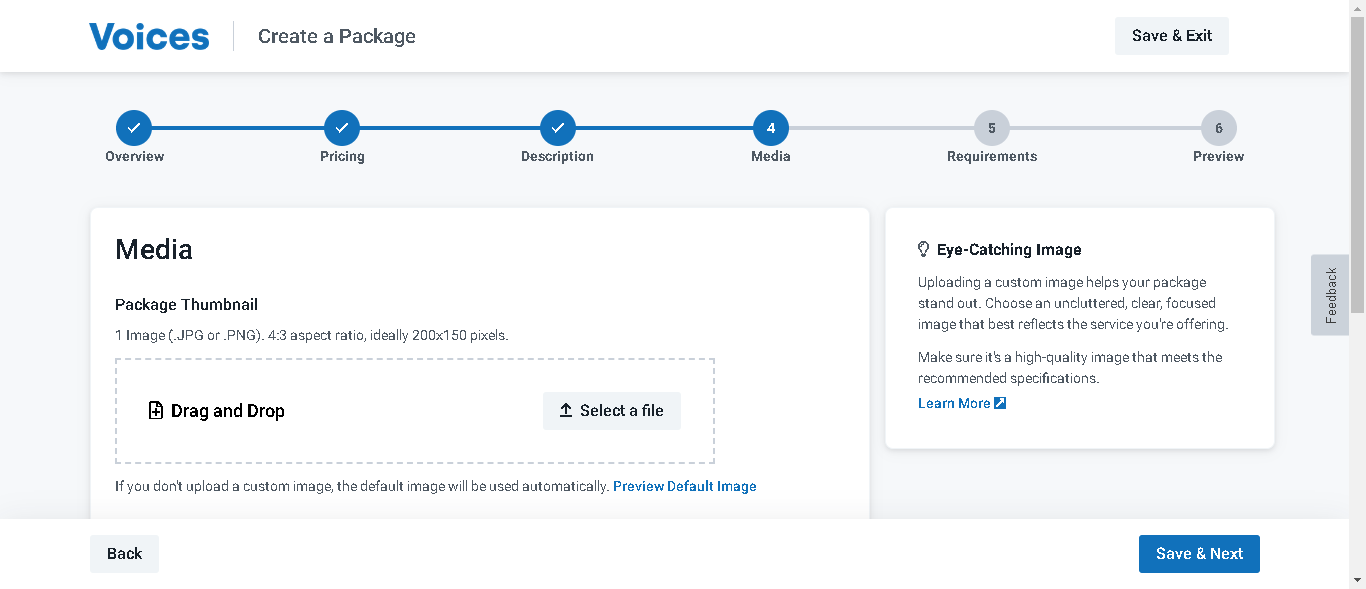 Voices
Create a Package
Save & Exit
4
5
6
Overview
Pricing
Description
Media
Requirements
Preview
Media
Package Thumbnail
1 Image (.JPG or .PNG). 4:3 aspect ratio, ideally 200x150 pixels.
Drag and Drop
Select a file
If you don't upload a custom image, the default image will be used automatically. Preview Default Image
Eye-Catching Image
Uploading a custom image helps your package
stand out. Choose an uncluttered, clear, focused
image that best reflects the service you're offering.
Make sure it's a high-quality image that meets the
recommended specifications.
Learn More
Feedback
Back
Save & Next